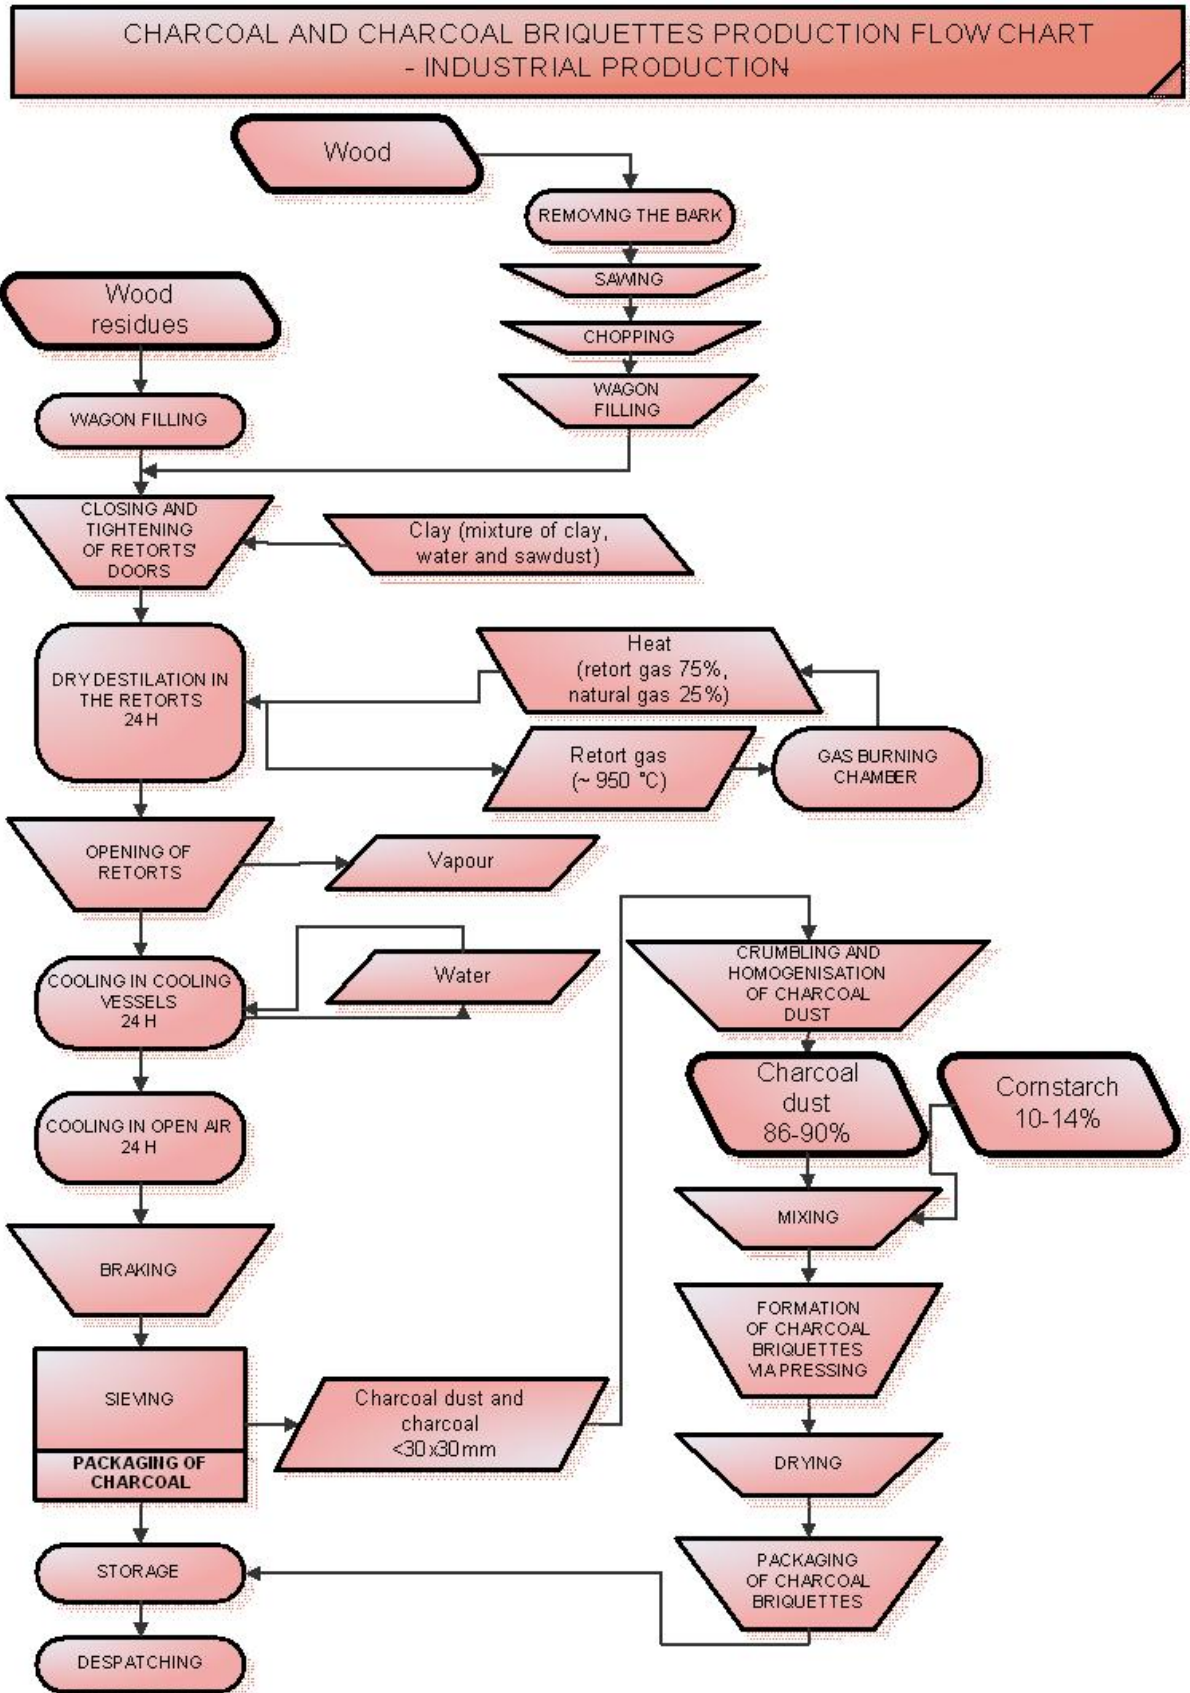 CHARCOAL AND CHARCOAL BRIQUETTES PRODUCTION FLOW CHART
- INDUSTRIAL PRODUCTION
Wood
REMOVING THE BARK
SAWING
CHOPPING
WAGON
FILLING
Wood
residues
WAGON FILLING
CLOSING AND
TIGHTENING
OF RETORTS'
DOORS
Clay (mixture of clay,
water and sawdust)
DRY DESTILATION IN
THE RETORTS
24 H
Heat
(retort gas 75%,
natural gas 25%)
Retort gas
(~ 950 °C)
GAS BURNING
CHAMBER
OPENING OF
RETORTS
Vapour
COOLING IN COOLING
VESSELS
24 H
Water
COOLING IN OPEN AIR
24 H
BRAKING
SIEVING
PACKAGING OF
CHARCOAL
Charcoal dust and
charcoal
<30x30mm
CRUMBLING AND
HOMOGENISATION
OF CHARCOAL
DUST
Charcoal
dust
86-90%
Cornstarch
10-14%
MIXING
FORMATION
OF CHARCOAL
BRIQUETTES
VIA PRESSING
DRYING
PACKAGING
OF CHARCOAL
BRIQUETTES
STORAGE
DESPATCHING